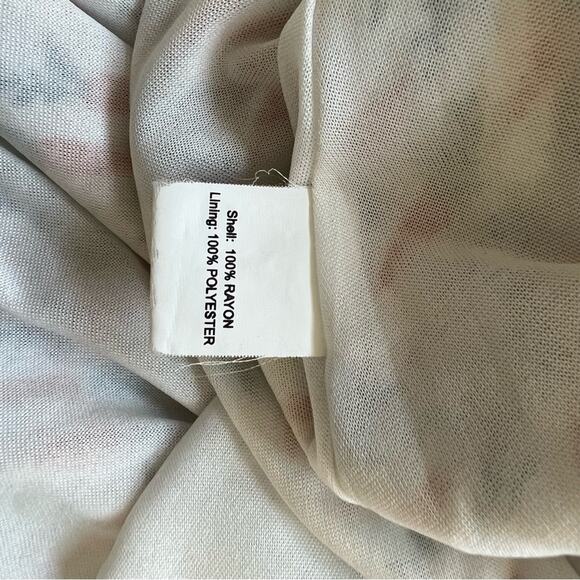 Shell: 100% RAYON
Lining: 100% POLYESTER